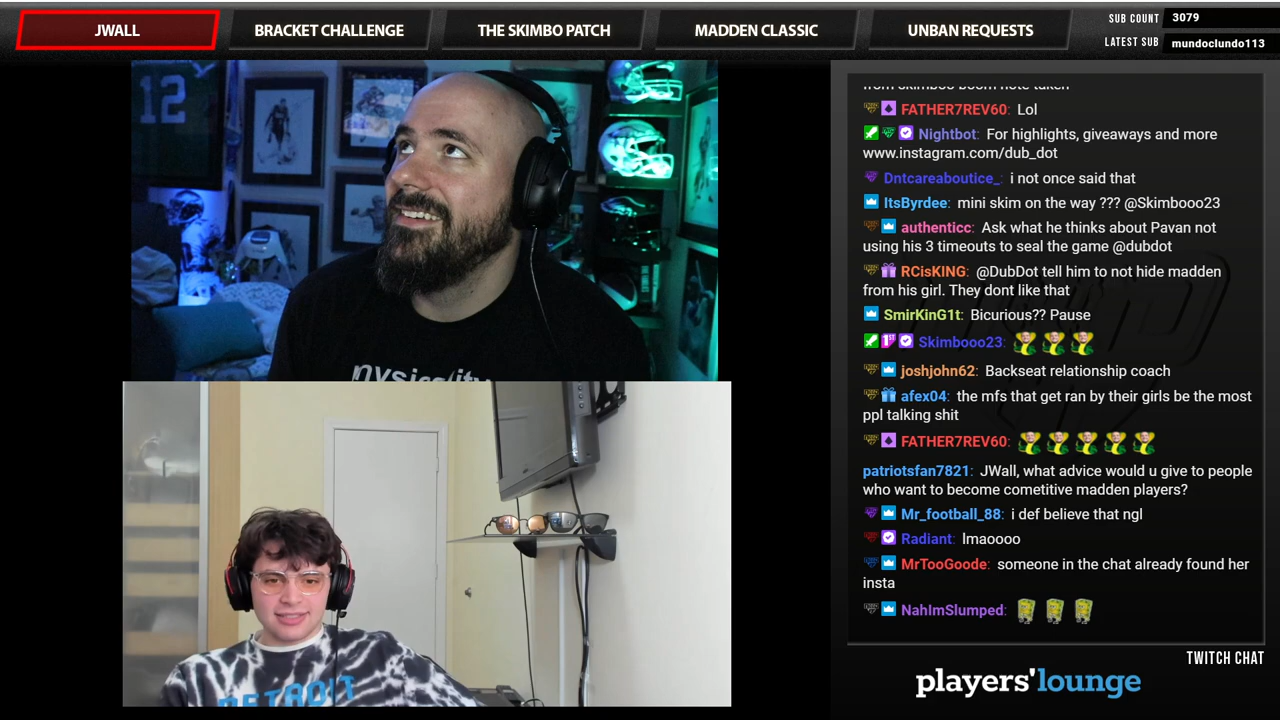 JWALL
BRACKET CHALLENGE
THE SKIMBO PATCH
MADDEN CLASSIC
UNBAN REQUESTS
SUB COUNT 3079
LATEST SUB mundoclundo113
12
DETROIT
FATHER7REV60: Lol
Nightbot: For highlights, giveaways and more
www.instagram.com/dub_dot
Dntcareaboutice_: i not once said that
ItsByrdee: mini skim on the way ??? @Skimbooo23
authenticc: Ask what he thinks about Pavan not
using his 3 timeouts to seal the game @dubdot
RCisKING: @DubDot tell him to not hide madden
from his girl. They dont like that
SmirKinG1t: Bicurious?? Pause
Skimbooo23:
joshjohn62: Backseat relationship coach
afex04: the mfs that get ran by their girls be the most
ppl talking shit
FATHER7REV60:
patriotsfan7821: JWall, what advice would u give to people
who want to become cometitive madden players?
Mr_football_88: i def believe that ngl
Radiant: lmaoooo
MrTooGoode: someone in the chat already found her
insta
NahImSlumped:
TWITCH CHAT
players'lounge